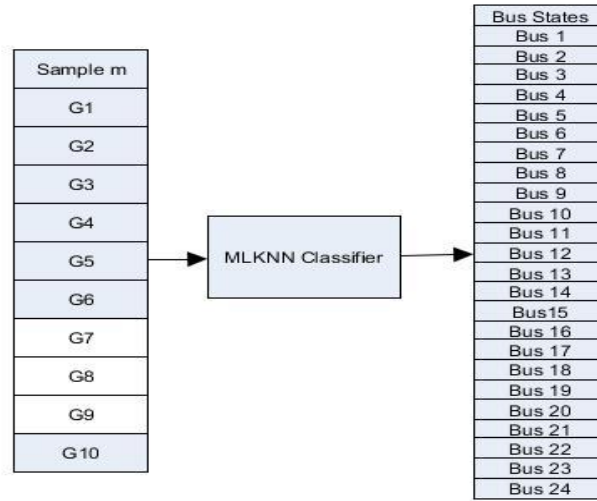 Sample m
G1
G2
G3
G4
G5
G6
G7
G8
G9
G10
MLKNN Classifier
Bus States
Bus 1
Bus 2
Bus 3
Bus 4
Bus 5
Bus 6
Bus 7
Bus 8
Bus 9
Bus 10
Bus 11
Bus 12
Bus 13
Bus 14
Bus15
Bus 16
Bus 17
Bus 18
Bus 19
Bus 20
Bus 21
Bus 22
Bus 23
Bus 24